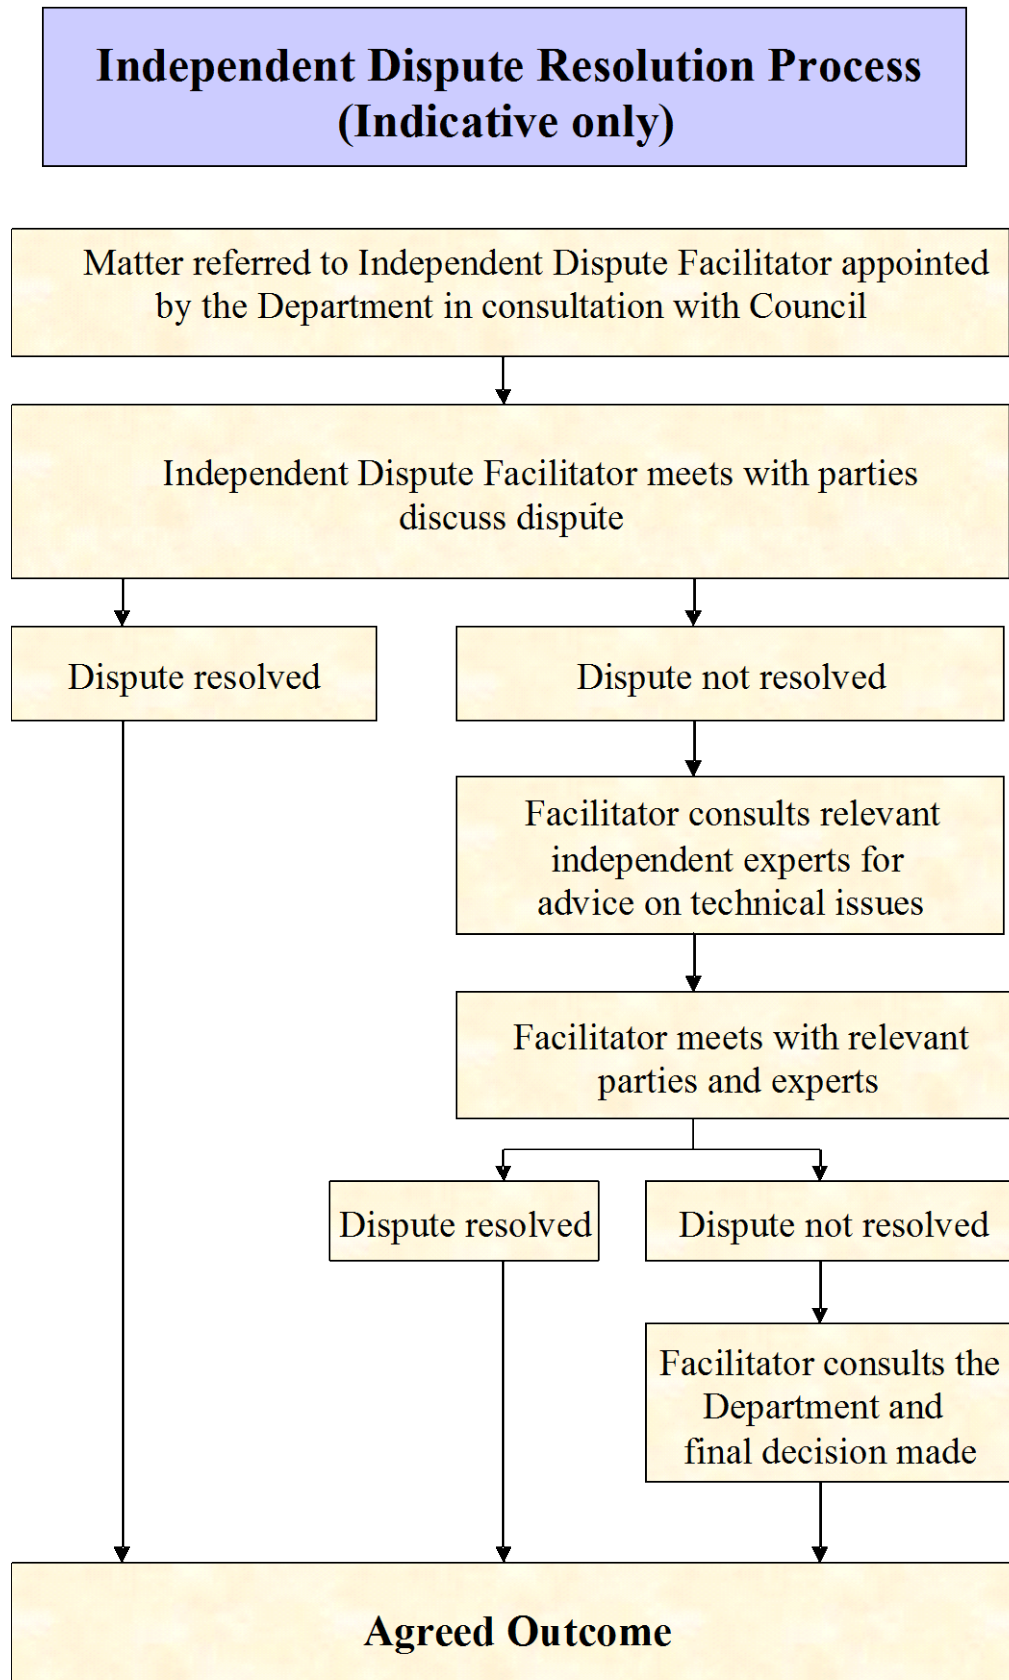 Independent Dispute Resolution Process
(Indicative only)
Matter referred to Independent Dispute Facilitator appointed
by the Department in consultation with Council
Independent Dispute Facilitator meets with parties
discuss dispute
Dispute resolved
Dispute not resolved
Facilitator consults relevant
independent experts for
advice on technical issues
Facilitator meets with relevant
parties and experts
Dispute resolved
Dispute not resolved
Facilitator consults the
Department and
final decision made
Agreed Outcome